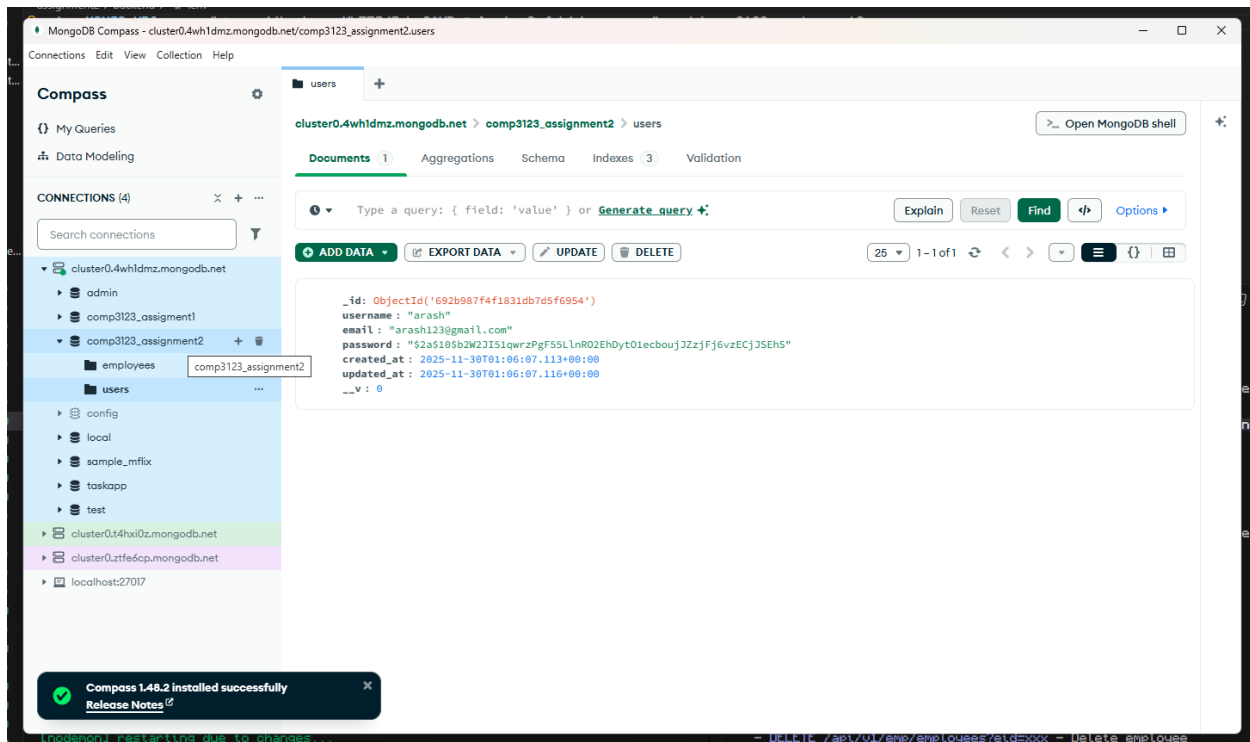 MongoDB Compass - cluster0.4wh1dmz.mongodb.net/comp3123_assignment2.users
Connections Edit View Collection Help
Compass
My Queries
Data Modeling
CONNECTIONS (4)
Search connections
cluster0.4wh1dmz.mongodb.net
admin
comp3123_assigment1
comp3123_assignment2
employees
comp3123_assignment2
users
config
local
sample_mflix
taskapp
test
cluster0.t4hxi0z.mongodb.net
cluster0.ztfe6cp.mongodb.net
localhost:27017
Compass 1.48.2 installed successfully
Release Notes
users
cluster0.4wh1dmz.mongodb.net > comp3123_assignment2 > users
>_ Open MongoDB shell
Documents 1 Aggregations Schema Indexes 3 Validation
Type a query: { field: 'value' } or Generate query
Explain Reset Find </> Options
ADD DATA EXPORT DATA UPDATE DELETE
25 1-1 of 1 {}
_id: ObjectId('692b987f4f1831db7d5f6954')
username : "arash"
email : "arash123@gmail.com"
password : "$2a$10$b2W2JI51qwrzPgF55LlnRO2EhDytO1ecboujJZzjFj6vzECjJSEhS"
created_at : 2025-11-30T01:06:07.113+00:00
updated_at : 2025-11-30T01:06:07.116+00:00
__v : 0
[nodemon] restarting due to changes...
- DELETE /api/v1/emp/employees?eid=xxx - Delete employee